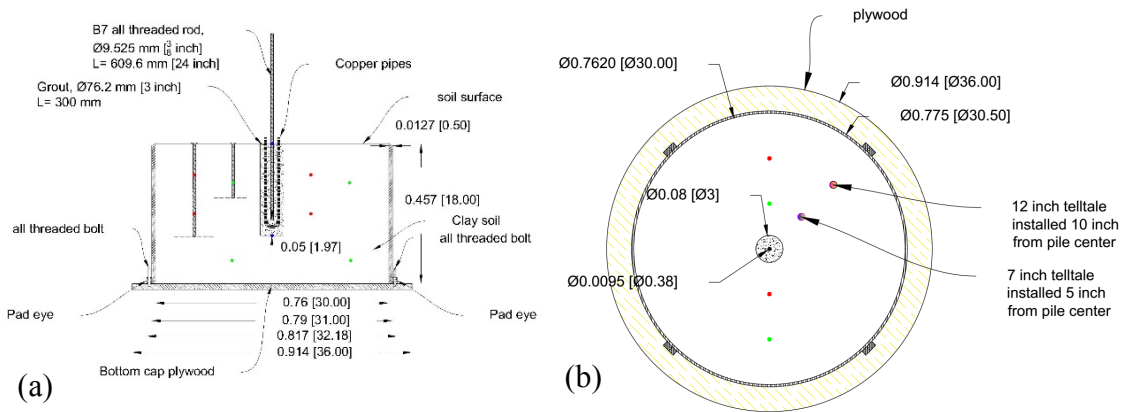 B7 all threaded rod,
Ø9.525 mm [3/8 inch]
L= 609.6 mm [24 inch]
Grout, Ø76.2 mm [3 inch]
L= 300 mm
Copper pipes
soil surface
0.0127 [0.50]
0.457 [18.00]
Clay soil
all threaded bolt
all threaded bolt
0.05 [1.97]
Pad eye
Pad eye
0.76 [30.00]
0.79 [31.00]
0.817 [32.18]
0.914 [36.00]
Bottom cap plywood
(a)
plywood
Ø0.7620 [Ø30.00]
Ø0.914 [Ø36.00]
Ø0.775 [Ø30.50]
Ø0.08 [Ø3]
Ø0.0095 [Ø0.38]
12 inch telltale
installed 10 inch
from pile center
7 inch telltale
installed 5 inch
from pile center
(b)